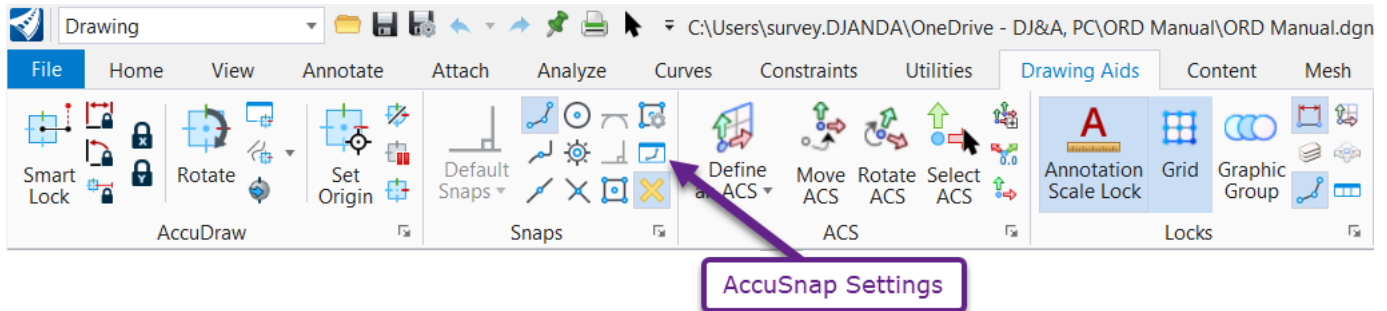 Drawing
C:\Users\survey.DJANDA\OneDrive - DJ&A, PC\ORD Manual\ORD Manual.dgn
File Home View Annotate Attach Analyze Curves Constraints Utilities Drawing Aids Content Mesh
Smart
Lock
Rotate
Set
Origin
Default
Snaps
Define
an ACS
Move
ACS
Rotate
ACS
Select
ACS
Annotation
Scale Lock
Grid
Graphic
Group
AccuDraw Snaps ACS Locks
AccuSnap Settings